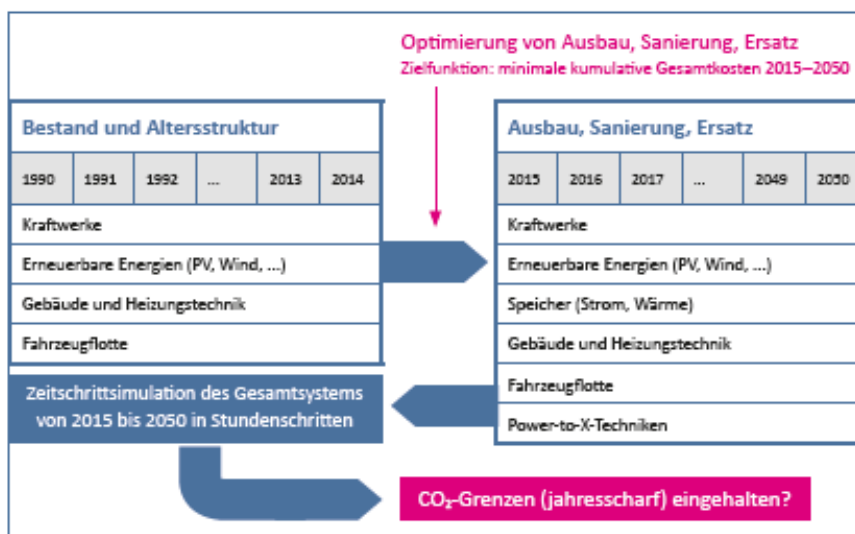 Optimierung von Ausbau, Sanierung, Ersatz
Zielfunktion: minimale kumulative Gesamtkosten 2015–2050
Bestand und Altersstruktur
1990 1991 1992 ... 2013 2014
Kraftwerke
Erneuerbare Energien (PV, Wind, ...)
Gebäude und Heizungstechnik
Fahrzeugflotte
Ausbau, Sanierung, Ersatz
2015 2016 2017 ... 2049 2050
Kraftwerke
Erneuerbare Energien (PV, Wind, ...)
Speicher (Strom, Wärme)
Gebäude und Heizungstechnik
Fahrzeugflotte
Power-to-X-Techniken
Zeitschrittsimulation des Gesamtsystems
von 2015 bis 2050 in Stundenschritten
CO₂-Grenzen (jahresscharf) eingehalten?